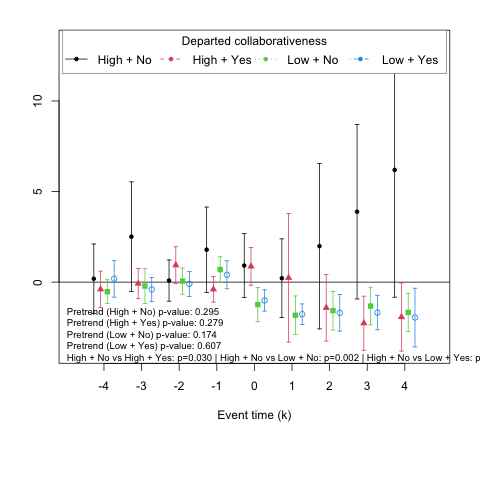 Departed collaborativeness
High + No High + Yes Low + No Low + Yes
10
5
0
Pretrend (High + No) p-value: 0.295
Pretrend (High + Yes) p-value: 0.279
Pretrend (Low + No) p-value: 0.174
Pretrend (Low + Yes) p-value: 0.607
High + No vs High + Yes: p=0.030 | High + No vs Low + No: p=0.002 | High + No vs Low + Yes: p
-4 -3 -2 -1 0 1 2 3 4
Event time (k)